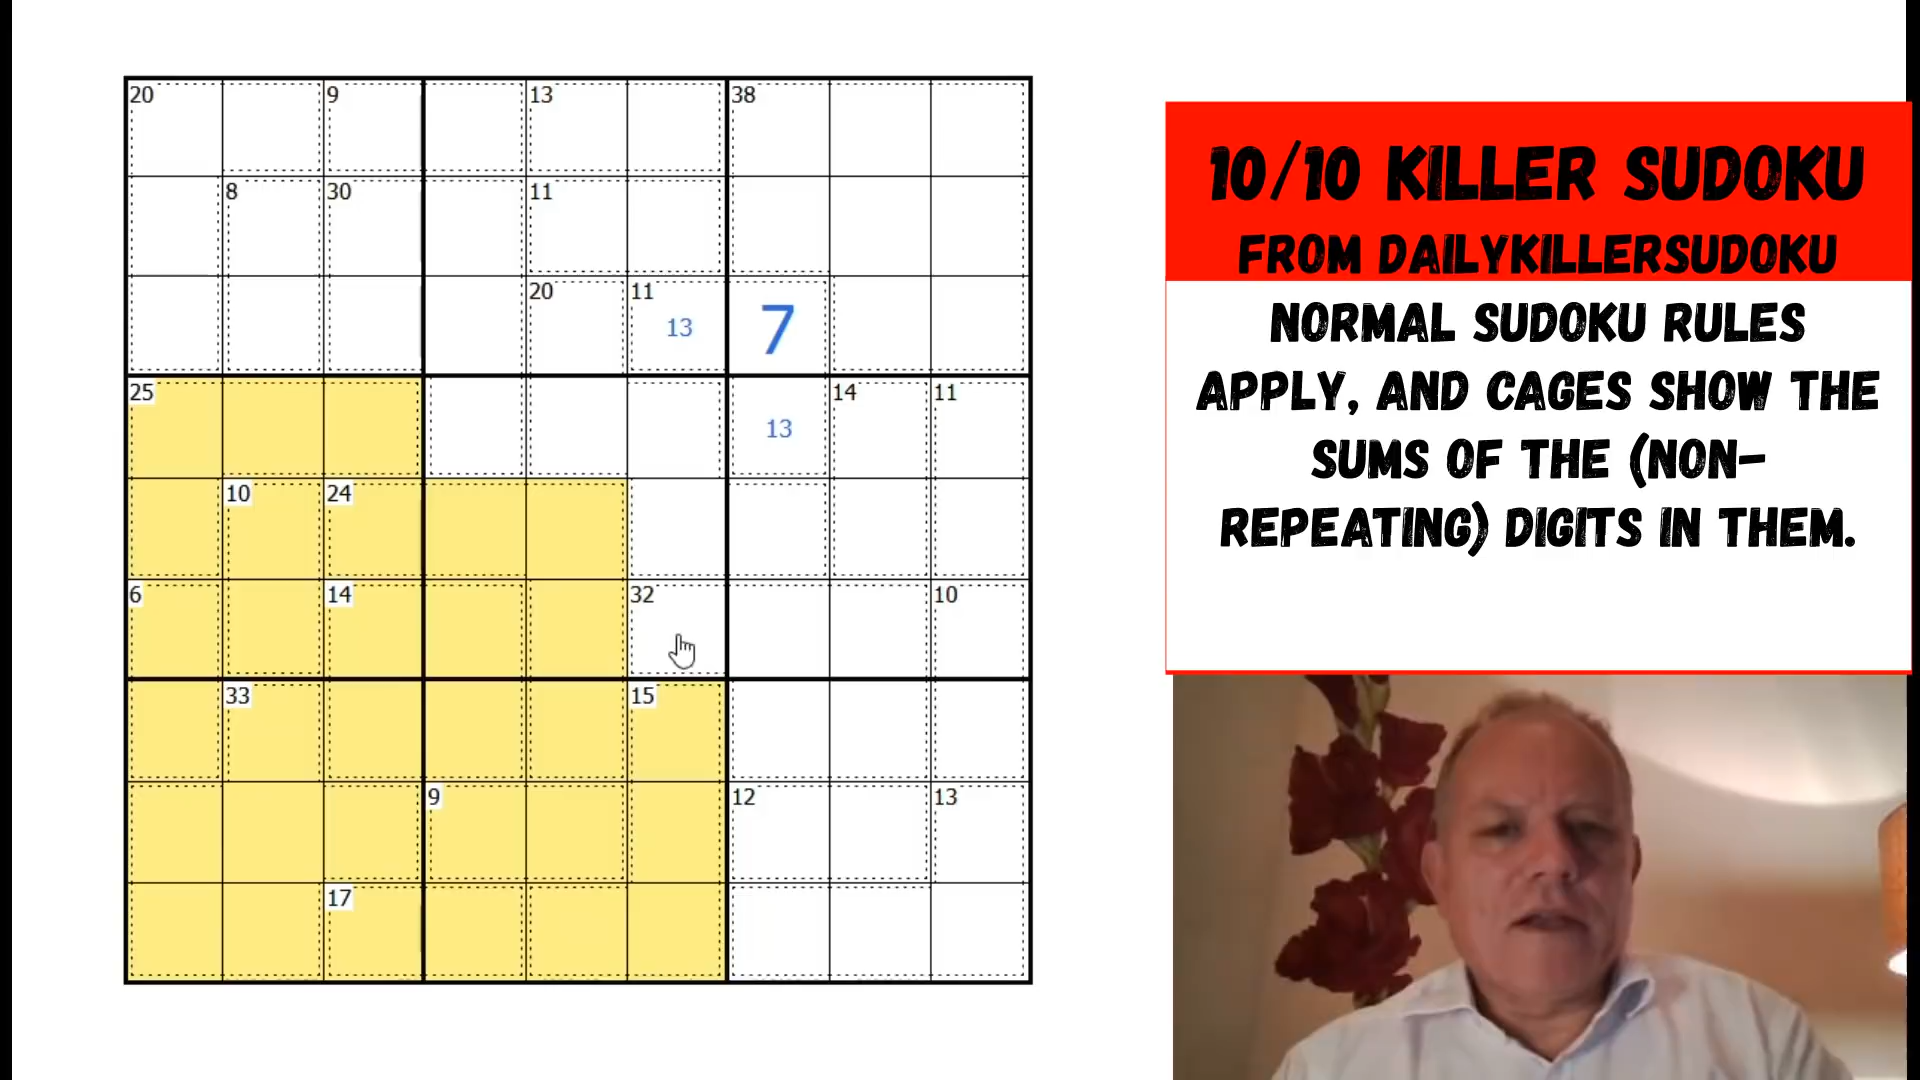 20 9 13 38
8 30 11
20 11 13 7
25 13 14 11
10 24
6 14 32 10
33 15
9 12 13
17
10/10 KILLER SUDOKU
FROM DAILYKILLERSUDOKU
NORMAL SUDOKU RULES
APPLY, AND CAGES SHOW THE
SUMS OF THE (NON-
REPEATING) DIGITS IN THEM.